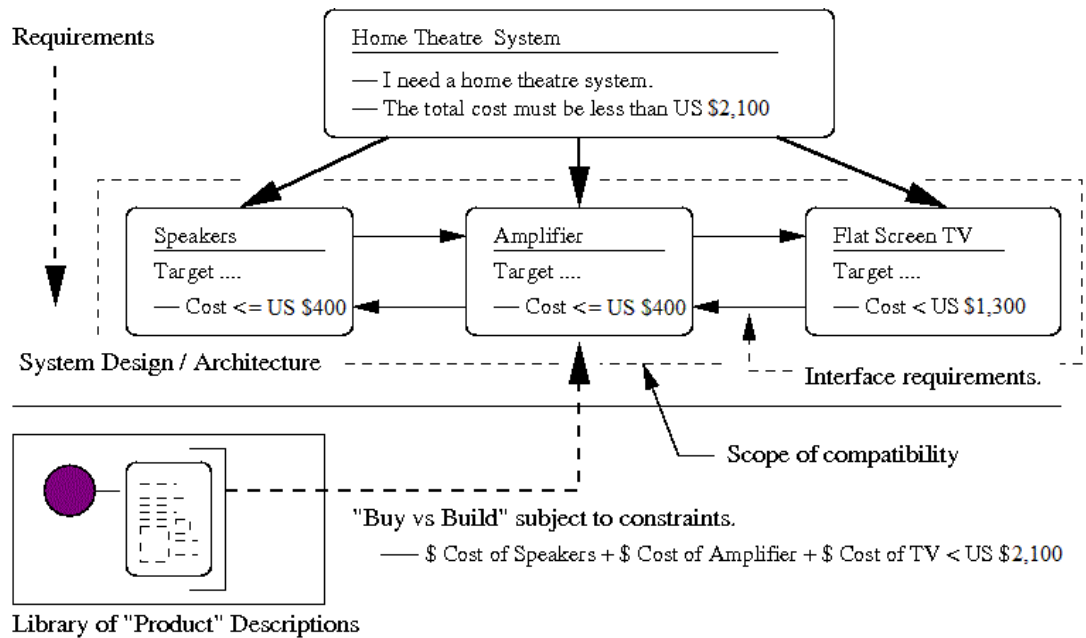 Requirements
Home Theatre System
— I need a home theatre system.
— The total cost must be less than US $2,100
Speakers
Target ....
— Cost <= US $400
Amplifier
Target ....
— Cost <= US $400
Flat Screen TV
Target ....
— Cost < US $1,300
System Design / Architecture
Interface requirements.
Scope of compatibility
"Buy vs Build" subject to constraints.
— $ Cost of Speakers + $ Cost of Amplifier + $ Cost of TV < US $2,100
Library of "Product" Descriptions